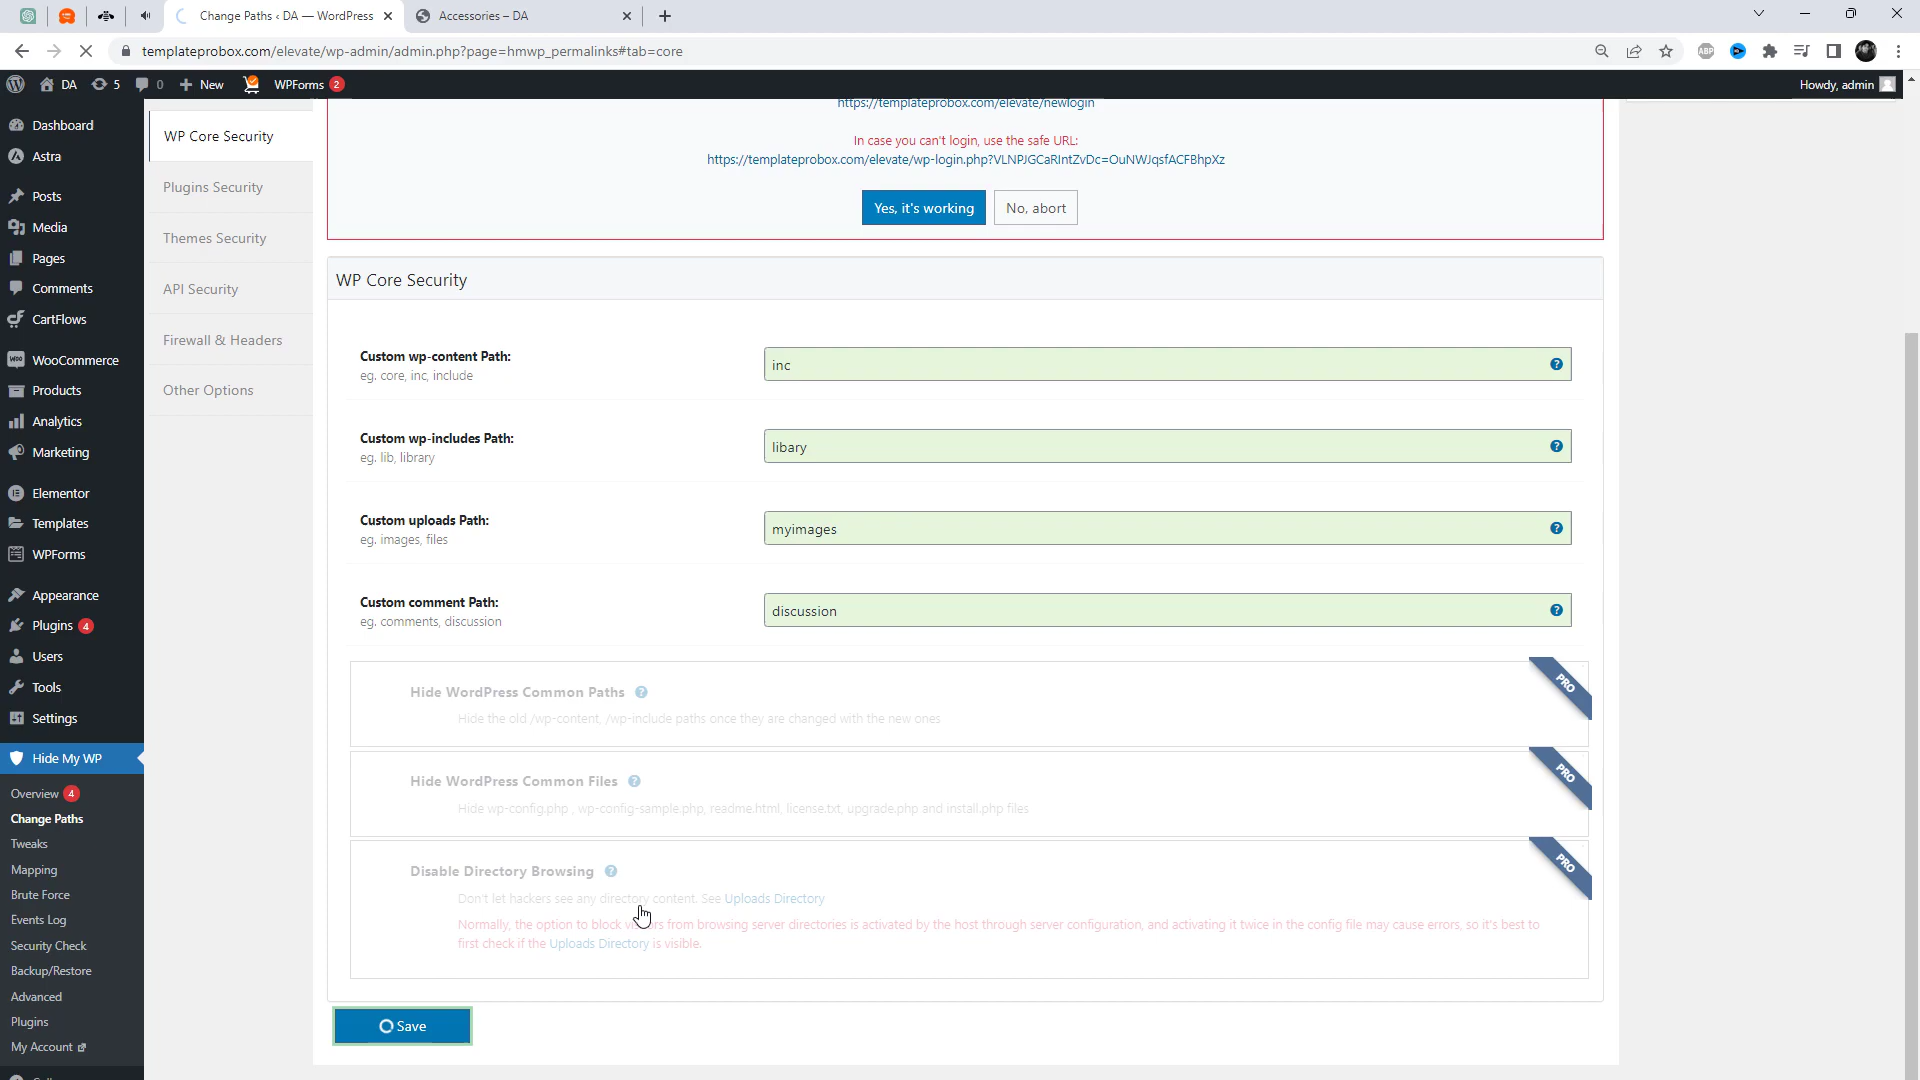 Change Paths ‹ DA — WordPress
Accessories – DA
templateprobox.com/elevate/wp-admin/admin.php?page=hmwp_permalinks#tab=core
ABP
DA
5
0
New
WPForms 2
Howdy, admin
Dashboard
Astra
Posts
Media
Pages
Comments
CartFlows
WooCommerce
Products
Analytics
Marketing
Elementor
Templates
WPForms
Appearance
Plugins 4
Users
Tools
Settings
Hide My WP
Overview 4
Change Paths
Tweaks
Mapping
Brute Force
Events Log
Security Check
Backup/Restore
Advanced
Plugins
My Account
WP Core Security
Plugins Security
Themes Security
API Security
Firewall & Headers
Other Options
https://templateprobox.com/elevate/newlogin
In case you can't login, use the safe URL:
https://templateprobox.com/elevate/wp-login.php?VLNPJGCaRIntZvDc=OuNWJqsfACFBhpXz
Yes, it's working
No, abort
WP Core Security
Custom wp-content Path:
eg. core, inc, include
inc
Custom wp-includes Path:
eg. lib, library
libary
Custom uploads Path:
eg. images, files
myimages
Custom comment Path:
eg. comments, discussion
discussion
Hide WordPress Common Paths
Hide the old /wp-content, /wp-include paths once they are changed with the new ones
PRO
Hide WordPress Common Files
Hide wp-config.php , wp-config-sample.php, readme.html, license.txt, upgrade.php and install.php files
PRO
Disable Directory Browsing
Don't let hackers see any directory content. See Uploads Directory
Normally, the option to block visitors from browsing server directories is activated by the host through server configuration, and activating it twice in the config file may cause errors, so it's best to
first check if the Uploads Directory is visible.
PRO
Save